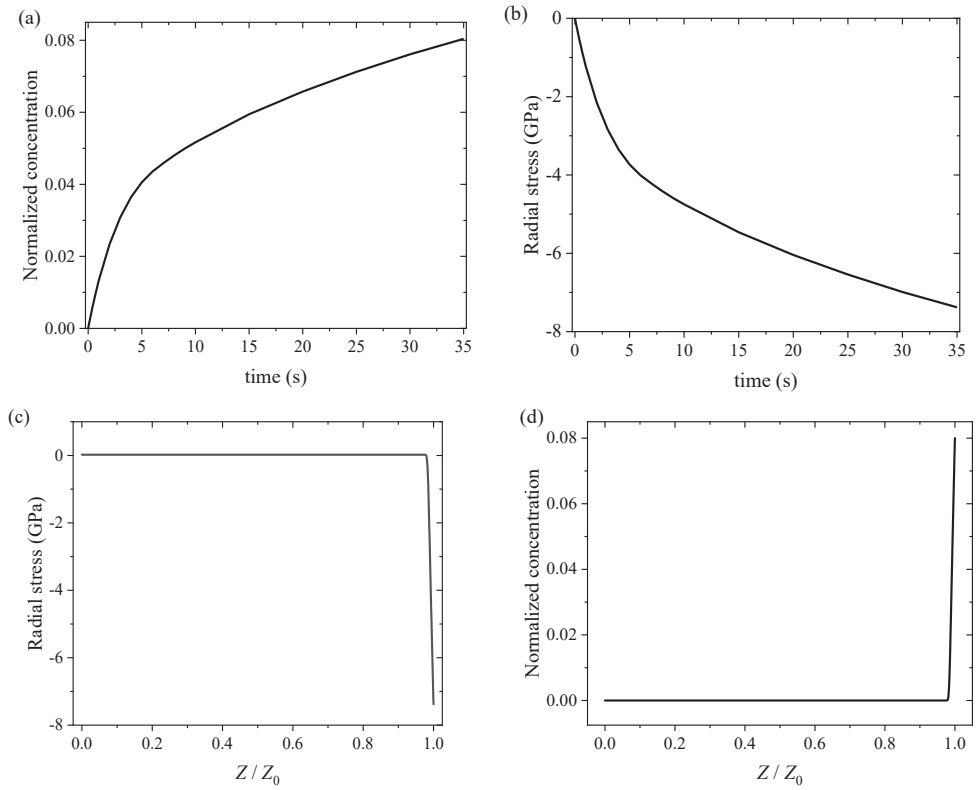 (a)
0.08
0.06
0.04
0.02
0.00
Normalized concentration
0 5 10 15 20 25 30 35
time (s)
(b)
0
-2
-4
-6
-8
Radial stress (GPa)
0 5 10 15 20 25 30 35
time (s)
(c)
0
-2
-4
-6
-8
Radial stress (GPa)
0.0 0.2 0.4 0.6 0.8 1.0
Z / Z0
(d)
0.08
0.06
0.04
0.02
0.00
Normalized concentration
0.0 0.2 0.4 0.6 0.8 1.0
Z / Z0